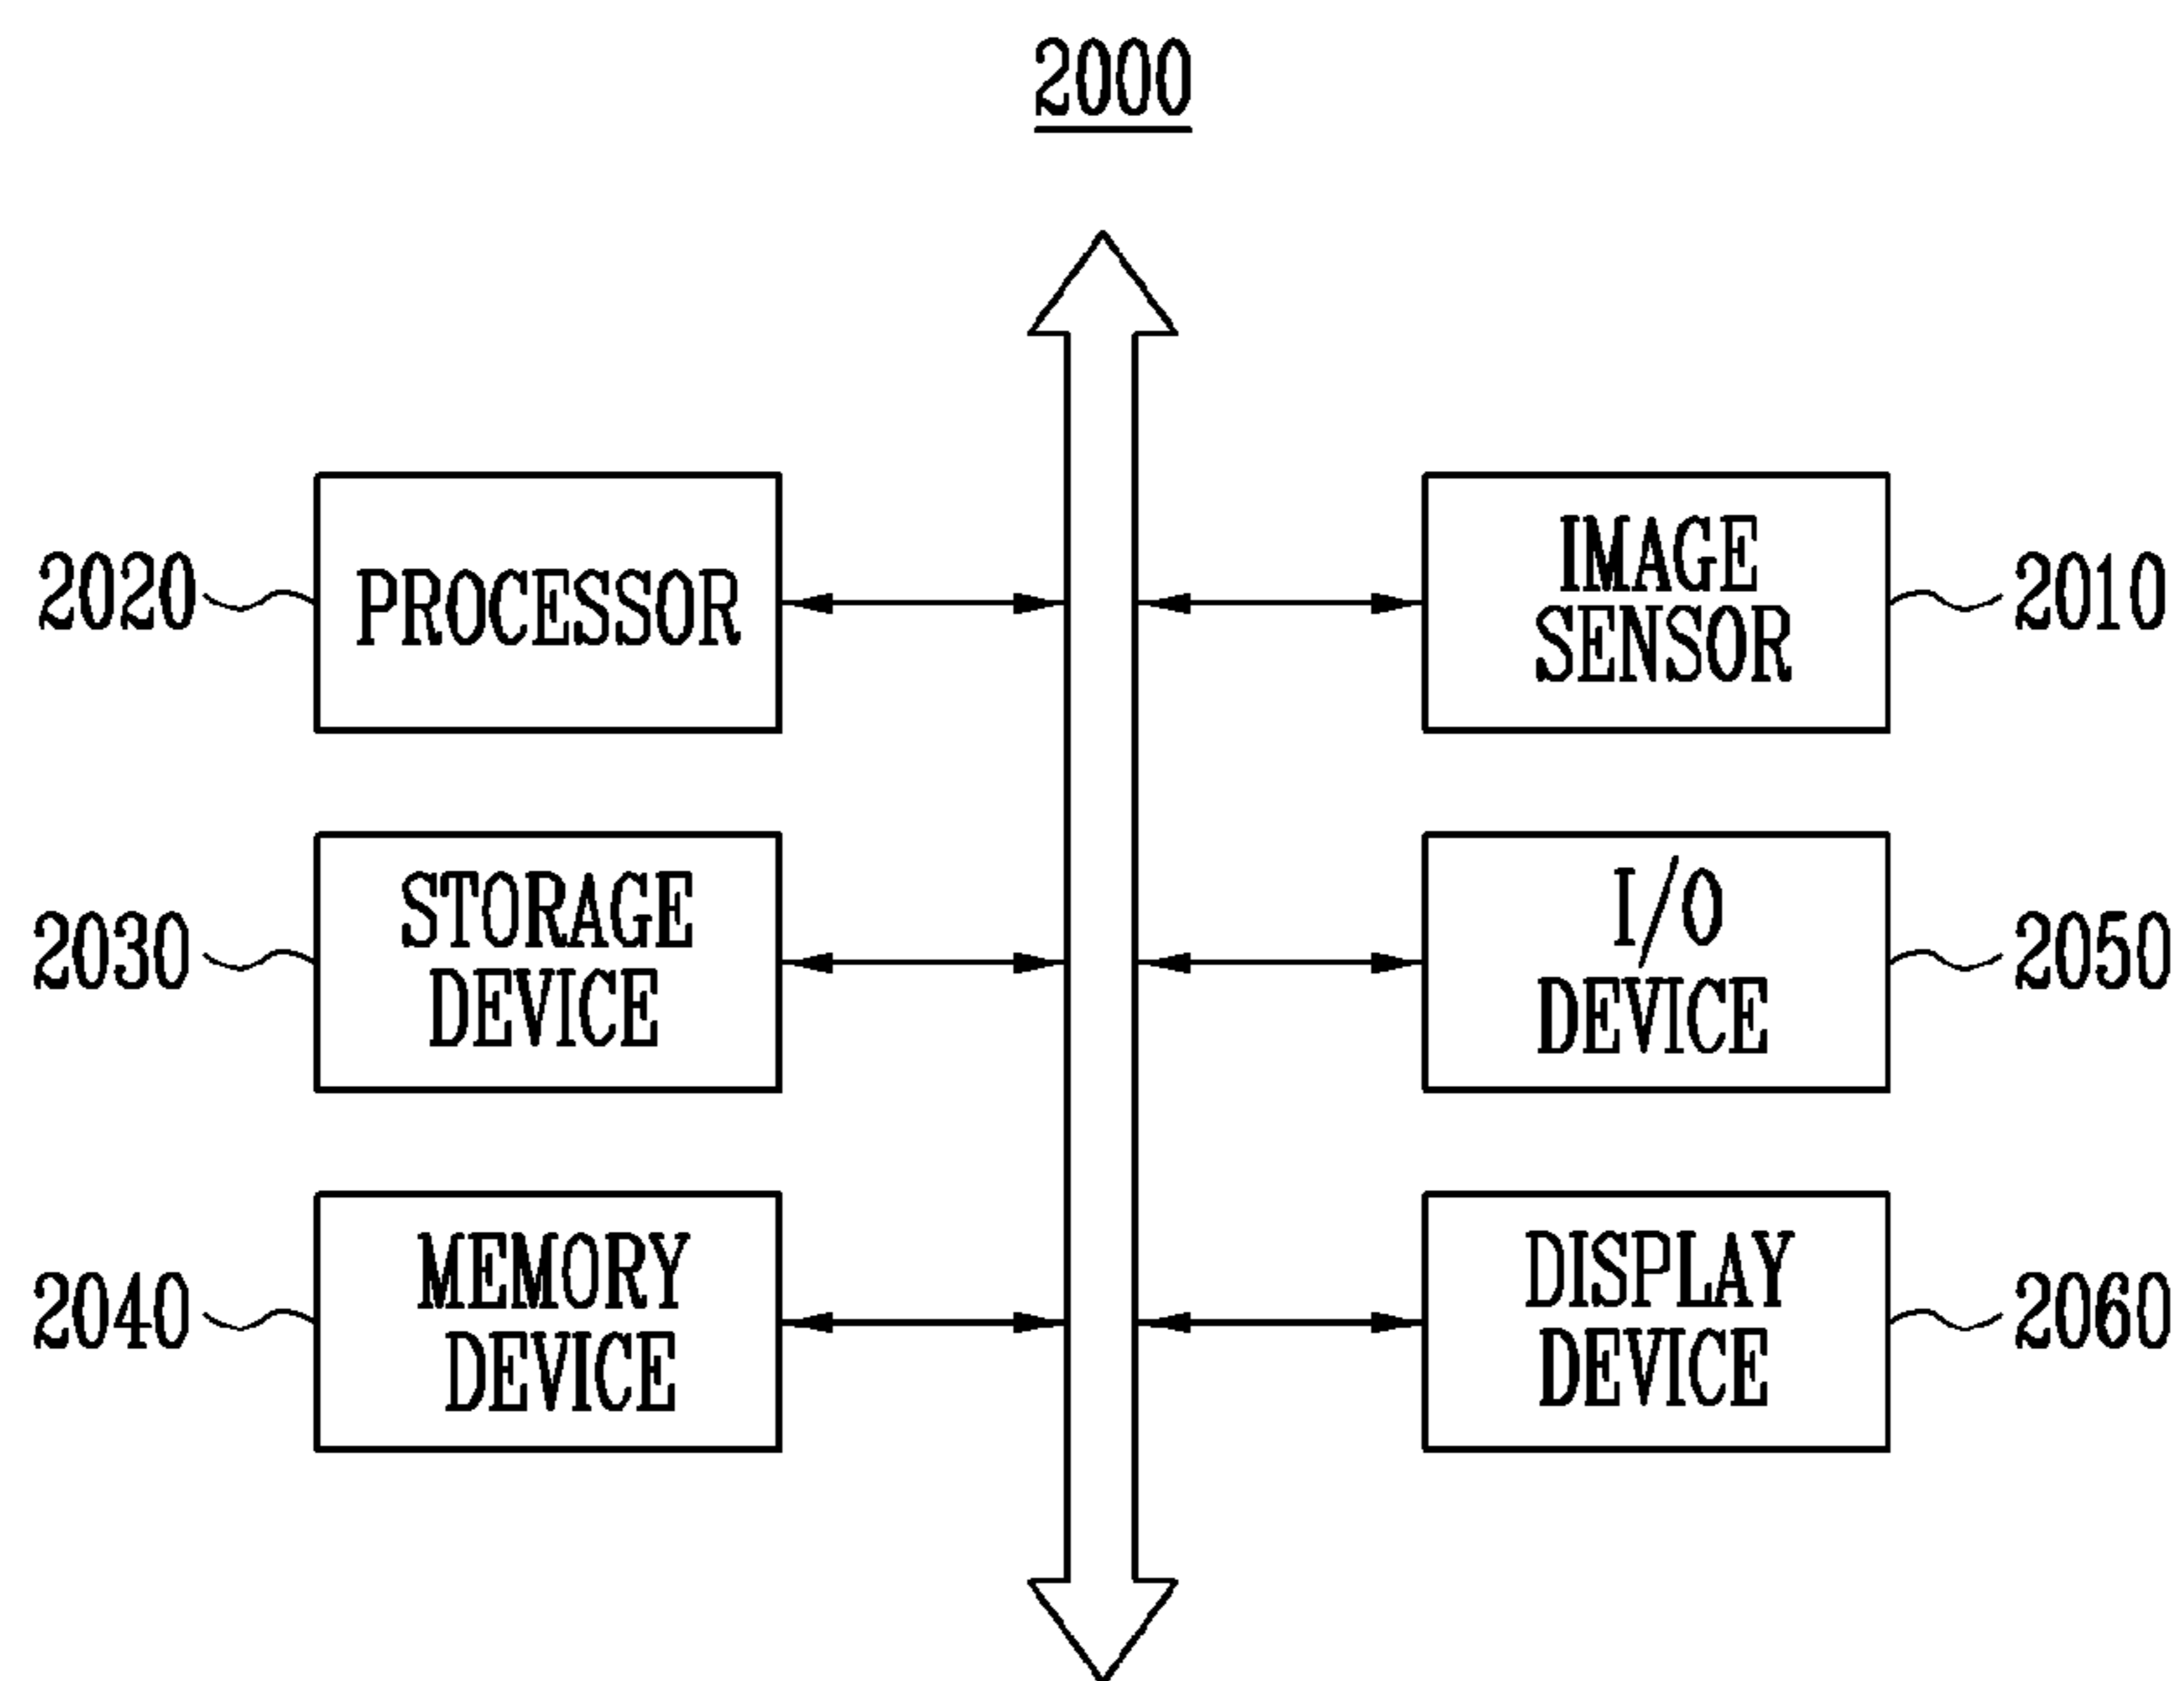 2000
2020
PROCESSOR
IMAGE
SENSOR
2010
2030
STORAGE
DEVICE
I/O
DEVICE
2050
2040
MEMORY
DEVICE
DISPLAY
DEVICE
2060